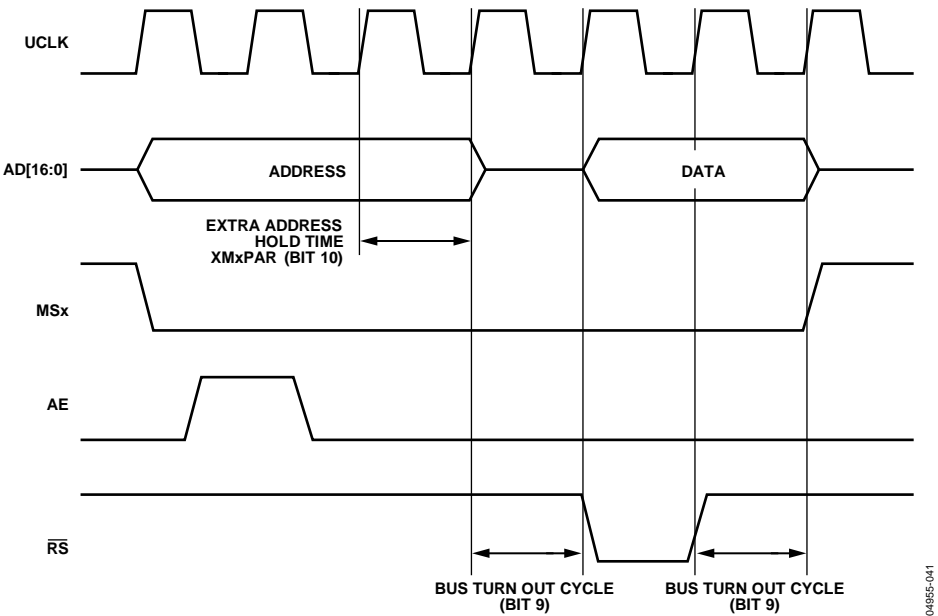 UCLK
AD[16:0]
ADDRESS
DATA
EXTRA ADDRESS
HOLD TIME
XMxPAR (BIT 10)
MSx
AE
RS
BUS TURN OUT CYCLE
(BIT 9)
BUS TURN OUT CYCLE
(BIT 9)
04955-041